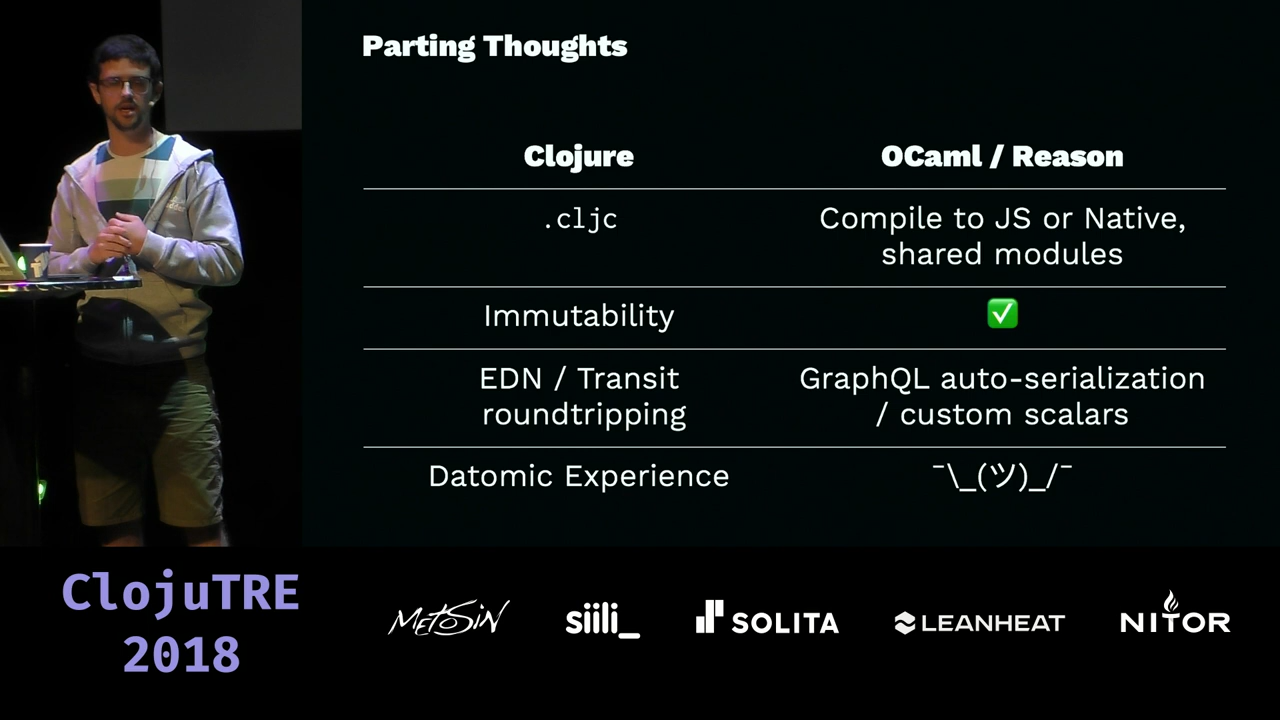 Parting Thoughts
Clojure
OCaml / Reason
.cljc
Compile to JS or Native,
shared modules
Immutability
✅
EDN / Transit
roundtripping
GraphQL auto-serialization
/ custom scalars
Datomic Experience
¯\_(ツ)_/¯
ClojuTRE
2018
METOSIN
siili_
SOLITA
LEANHEAT
NITOR